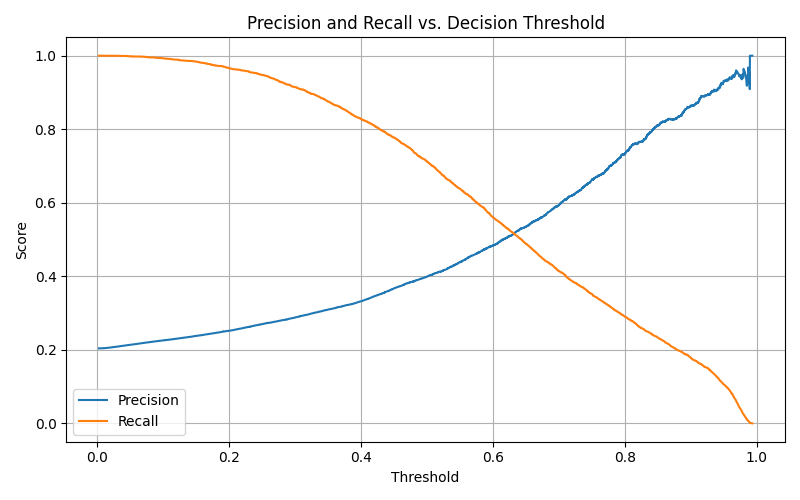 Precision and Recall vs. Decision Threshold
Score
1.0
0.8
0.6
0.4
0.2
0.0
Precision
Recall
0.0 0.2 0.4 0.6 0.8 1.0
Threshold